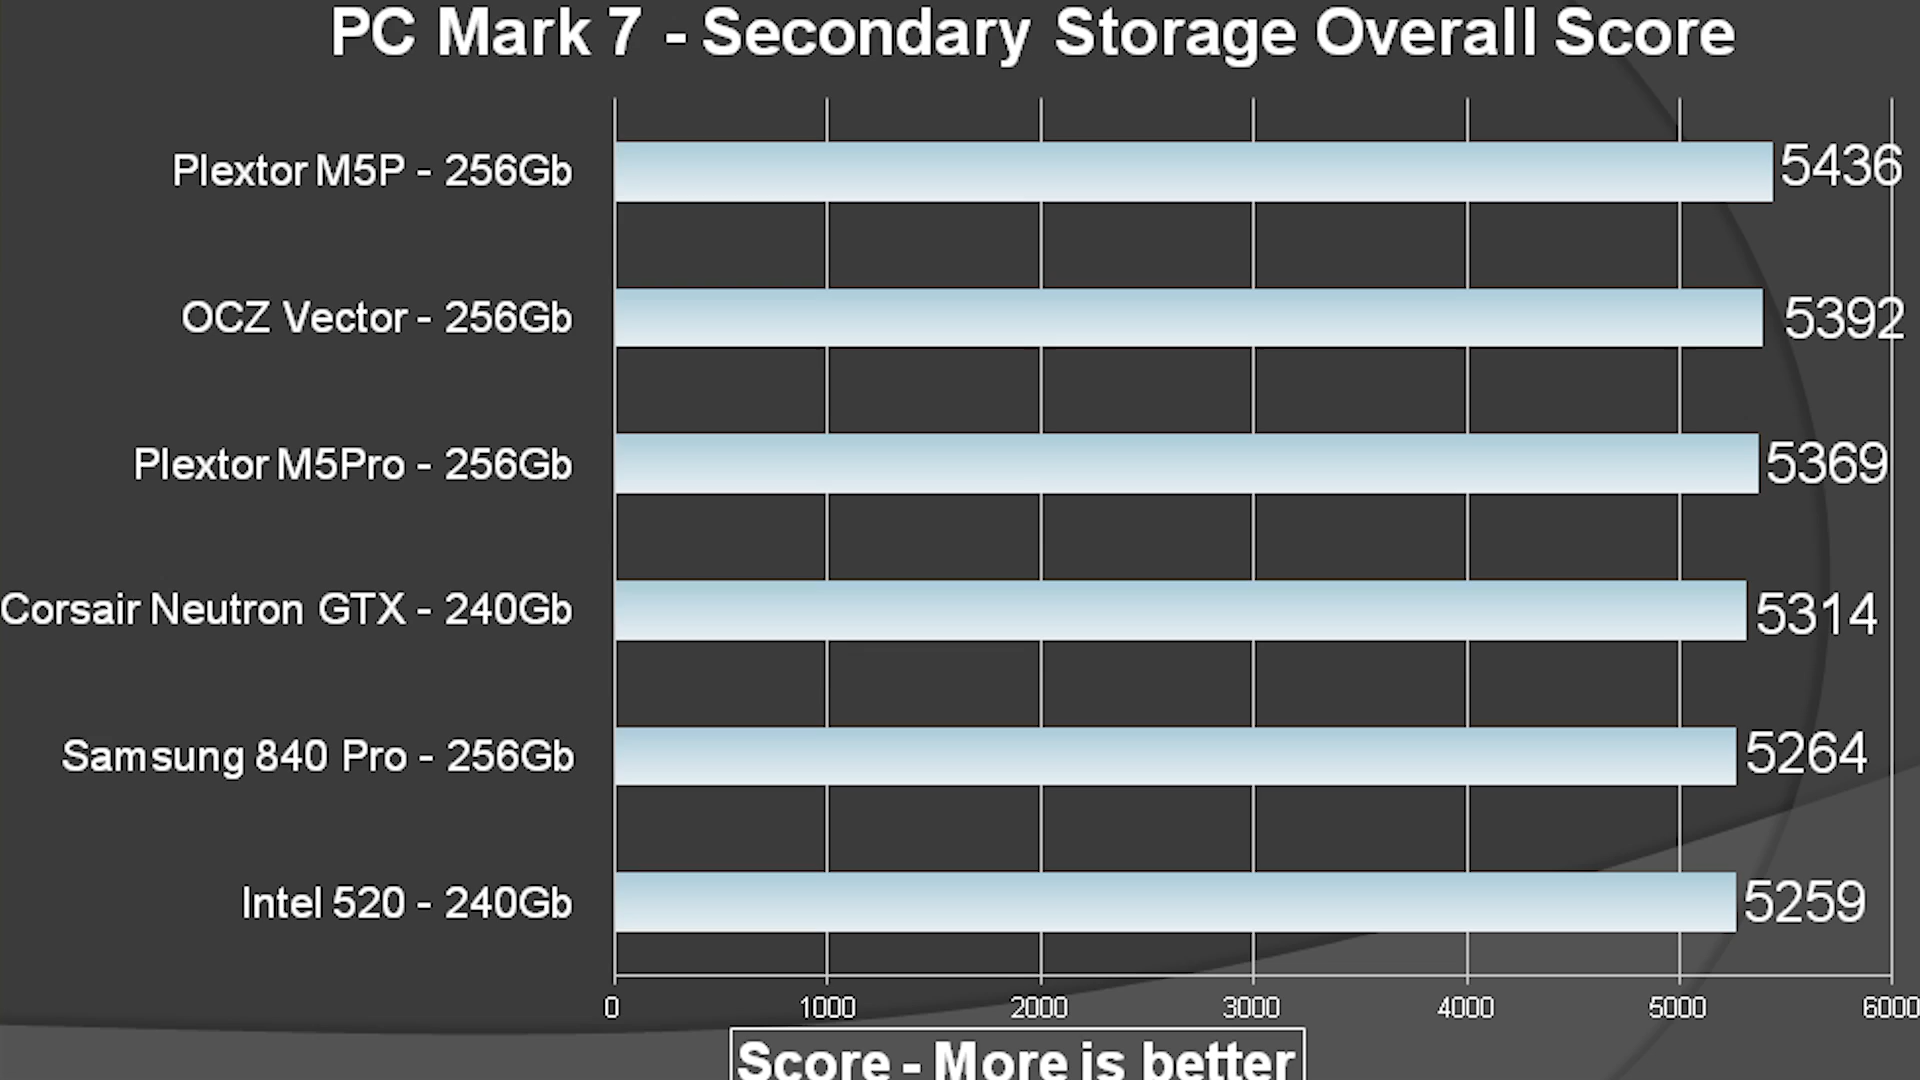 PC Mark 7 - Secondary Storage Overall Score
Plextor M5P - 256Gb 5436
OCZ Vector - 256Gb 5392
Plextor M5Pro - 256Gb 5369
Corsair Neutron GTX - 240Gb 5314
Samsung 840 Pro - 256Gb 5264
Intel 520 - 240Gb 5259
0 1000 2000 3000 4000 5000 6000
Score - More is better